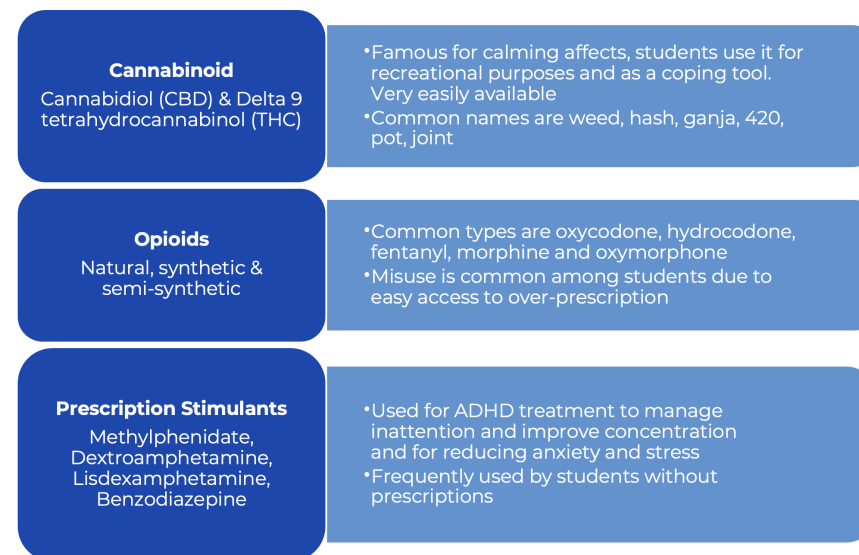 Cannabinoid
Cannabidiol (CBD) & Delta 9
tetrahydrocannabinol (THC)
•Famous for calming affects, students use it for
recreational purposes and as a coping tool.
Very easily available
•Common names are weed, hash, ganja, 420,
pot, joint
Opioids
Natural, synthetic &
semi-synthetic
•Common types are oxycodone, hydrocodone,
fentanyl, morphine and oxymorphone
•Misuse is common among students due to
easy access to over-prescription
Prescription Stimulants
Methylphenidate,
Dextroamphetamine,
Lisdexamphetamine,
Benzodiazepine
•Used for ADHD treatment to manage
inattention and improve concentration
and for reducing anxiety and stress
•Frequently used by students without
prescriptions